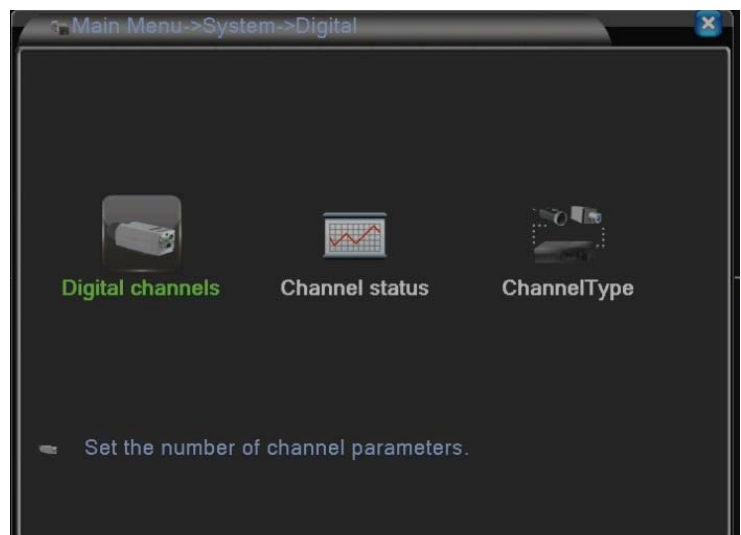 Main Menu->System->Digital
Digital channels
Channel status
ChannelType
Set the number of channel parameters.